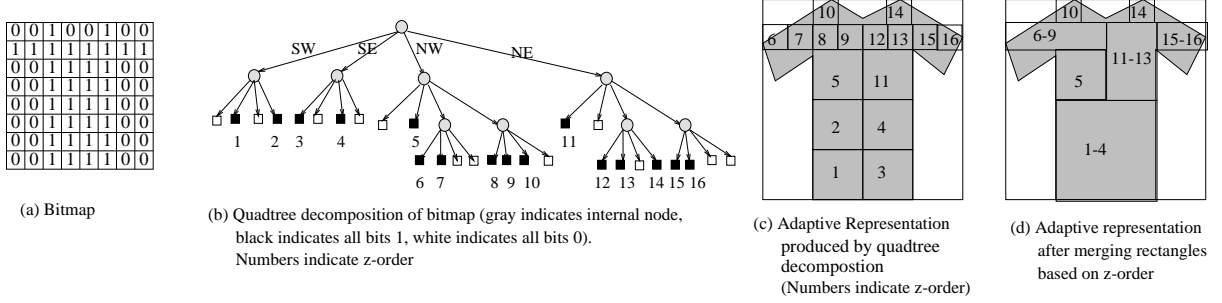 0 0 1 0 0 1 0 0
1 1 1 1 1 1 1 1
0 0 1 1 1 1 0 0
0 0 1 1 1 1 0 0
0 0 1 1 1 1 0 0
0 0 1 1 1 1 0 0
0 0 1 1 1 1 0 0
0 0 1 1 1 1 0 0
(a) Bitmap
SW SE NW NE
1 2 3 4 5 11
6 7 8 9 10 12 13 14 15 16
(b) Quadtree decomposition of bitmap (gray indicates internal node,
black indicates all bits 1, white indicates all bits 0).
Numbers indicate z-order
10 14
6 7 8 9 12 13 15 16
5 11
2 4
1 3
(c) Adaptive Representation
produced by quadtree
decompostion
(Numbers indicate z-order)
10 14
6-9 15-16
11-13
5
1-4
(d) Adaptive representation
after merging rectangles
based on z-order